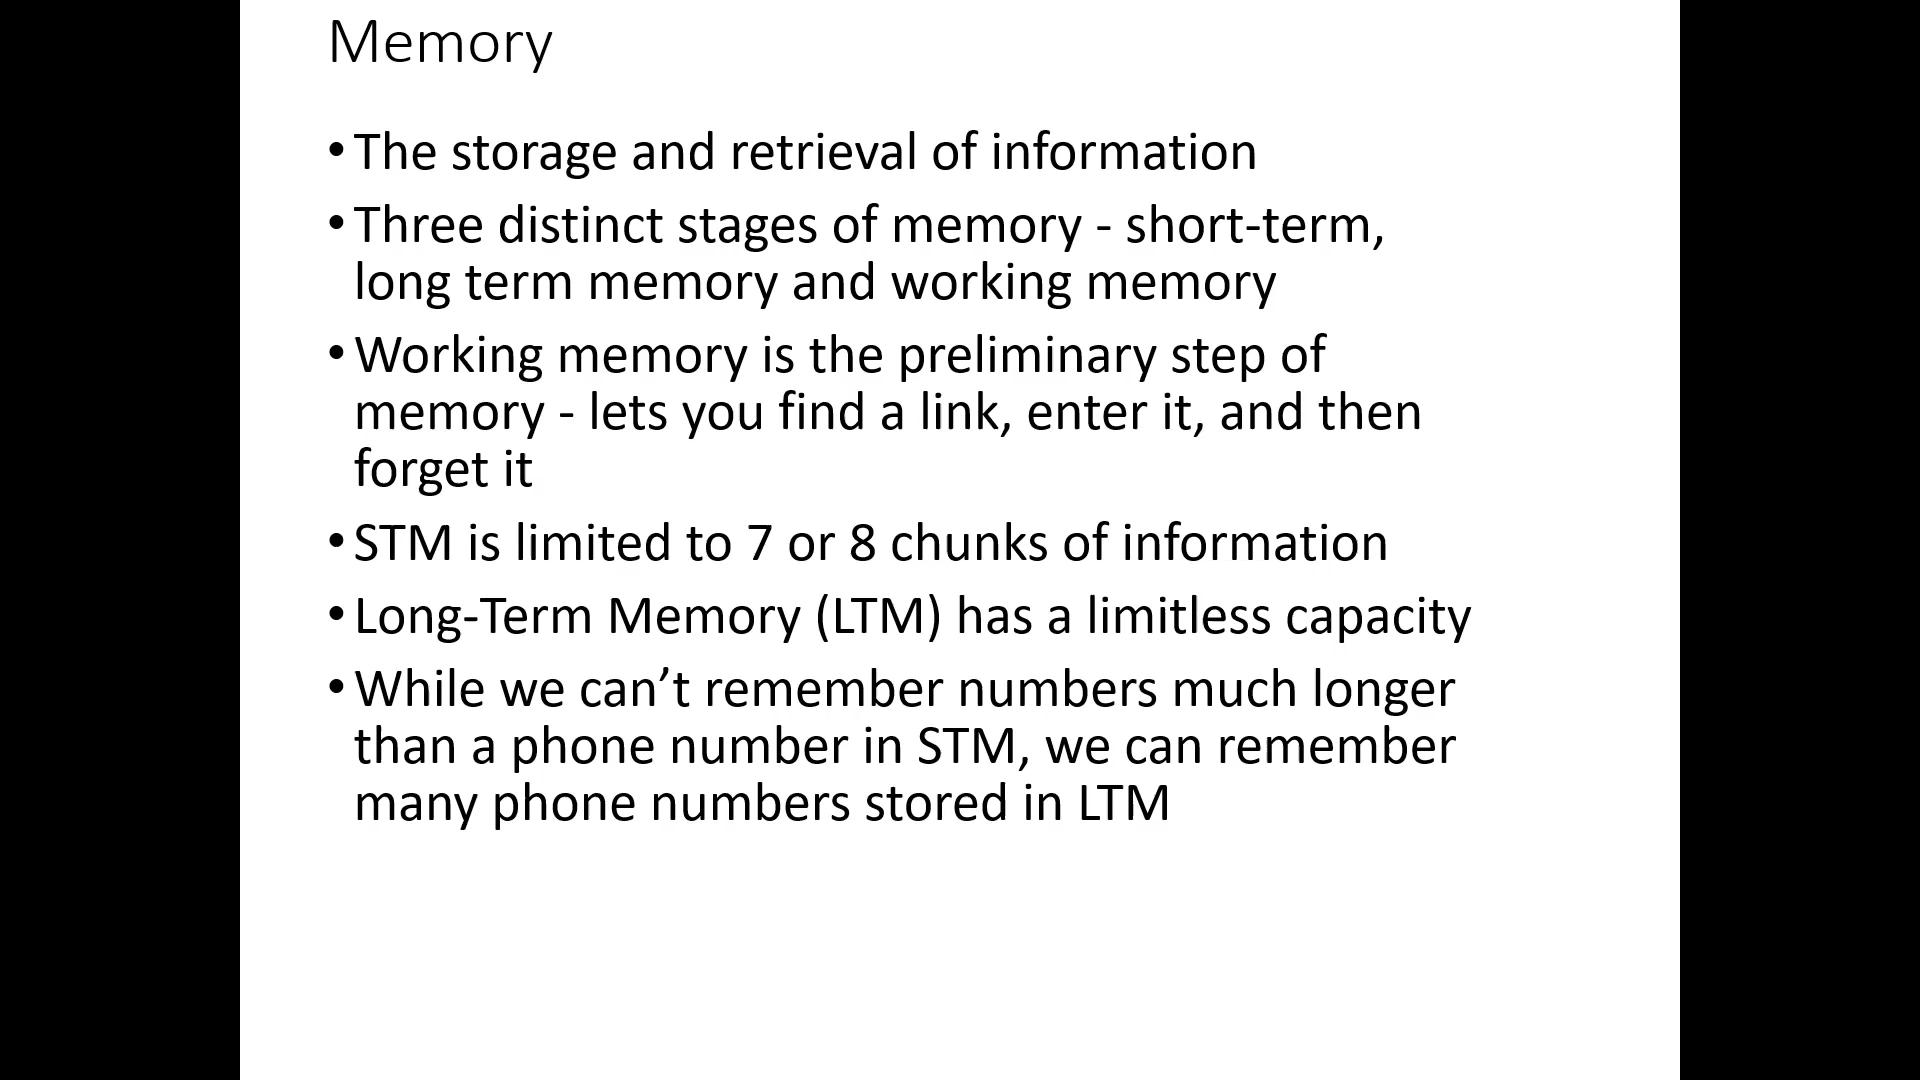 Memory
•The storage and retrieval of information
•Three distinct stages of memory - short-term,
long term memory and working memory
•Working memory is the preliminary step of
memory - lets you find a link, enter it, and then
forget it
•STM is limited to 7 or 8 chunks of information
•Long-Term Memory (LTM) has a limitless capacity
•While we can’t remember numbers much longer
than a phone number in STM, we can remember
many phone numbers stored in LTM